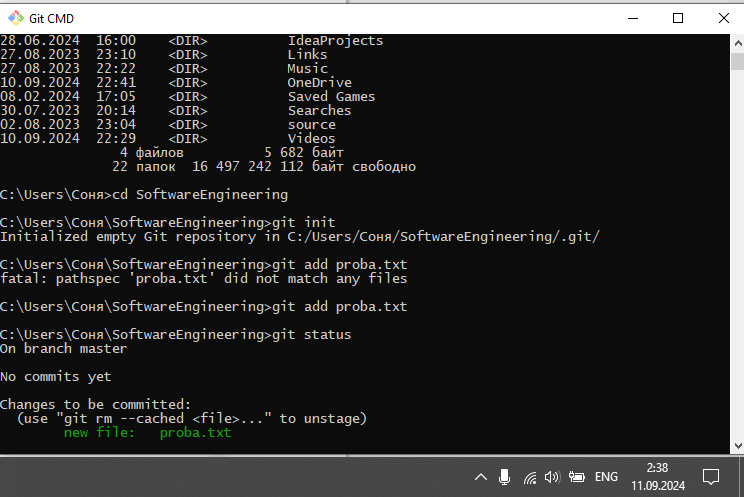 Git CMD
28.06.2024  16:00    <DIR>          IdeaProjects
27.08.2023  23:10    <DIR>          Links
27.08.2023  22:22    <DIR>          Music
10.09.2024  22:41    <DIR>          OneDrive
08.02.2024  17:05    <DIR>          Saved Games
30.07.2023  20:14    <DIR>          Searches
02.08.2023  23:04    <DIR>          source
10.09.2024  22:29    <DIR>          Videos
4 файлов          5 682 байт
22 папок  16 497 242 112 байт свободно
C:\Users\Соня>cd SoftwareEngineering
C:\Users\Соня\SoftwareEngineering>git init
Initialized empty Git repository in C:/Users/Соня/SoftwareEngineering/.git/
C:\Users\Соня\SoftwareEngineering>git add proba.txt
fatal: pathspec 'proba.txt' did not match any files
C:\Users\Соня\SoftwareEngineering>git add proba.txt
C:\Users\Соня\SoftwareEngineering>git status
On branch master
No commits yet
Changes to be committed:
(use "git rm --cached <file>..." to unstage)
new file:   proba.txt
ENG
2:38
11.09.2024